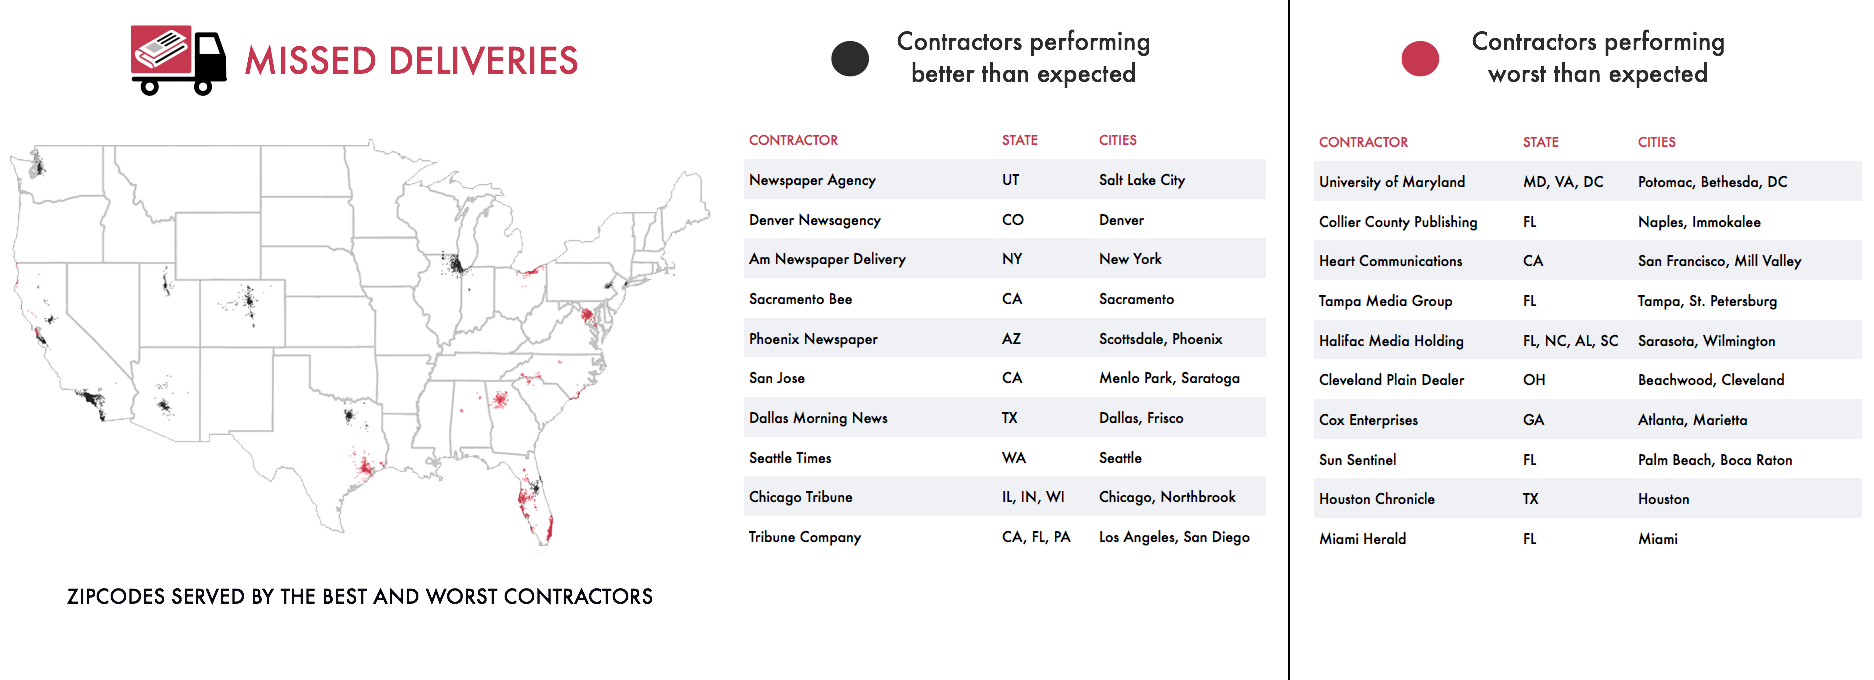 MISSED DELIVERIES
ZIPCODES SERVED BY THE BEST AND WORST CONTRACTORS
Contractors performing
better than expected
CONTRACTOR STATE CITIES
Newspaper Agency UT Salt Lake City
Denver Newsagency CO Denver
Am Newspaper Delivery NY New York
Sacramento Bee CA Sacramento
Phoenix Newspaper AZ Scottsdale, Phoenix
San Jose CA Menlo Park, Saratoga
Dallas Morning News TX Dallas, Frisco
Seattle Times WA Seattle
Chicago Tribune IL, IN, WI Chicago, Northbrook
Tribune Company CA, FL, PA Los Angeles, San Diego
Contractors performing
worst than expected
CONTRACTOR STATE CITIES
University of Maryland MD, VA, DC Potomac, Bethesda, DC
Collier County Publishing FL Naples, Immokalee
Heart Communications CA San Francisco, Mill Valley
Tampa Media Group FL Tampa, St. Petersburg
Halifac Media Holding FL, NC, AL, SC Sarasota, Wilmington
Cleveland Plain Dealer OH Beachwood, Cleveland
Cox Enterprises GA Atlanta, Marietta
Sun Sentinel FL Palm Beach, Boca Raton
Houston Chronicle TX Houston
Miami Herald FL Miami